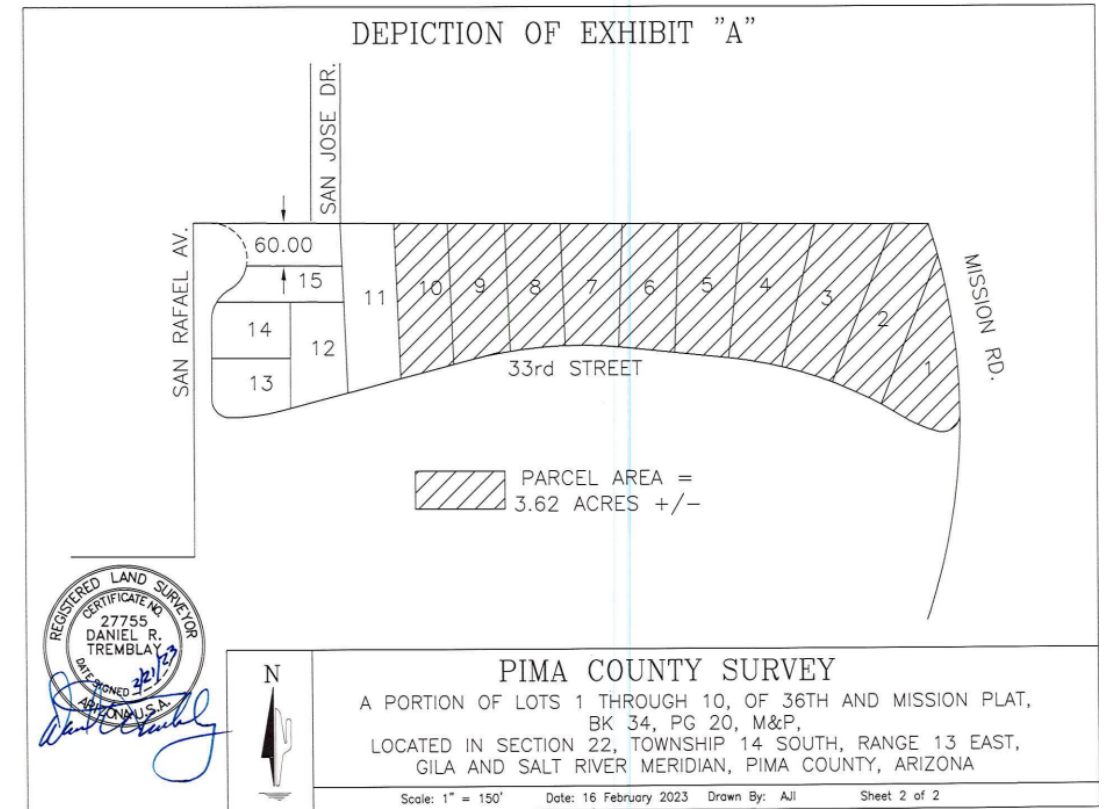 DEPICTION OF EXHIBIT "A"
SAN JOSE DR.
SAN RAFAEL AV.
60.00
15
14
13
12
11
10
9
8
7
6
5
4
3
2
1
MISSION RD.
33rd STREET
PARCEL AREA =
3.62 ACRES +/-
REGISTERED LAND SURVEYOR
CERTIFICATE NO.
27755
DANIEL R.
TREMBLAY
DATE SIGNED 2/21/23
ARIZONA U.S.A.
N
PIMA COUNTY SURVEY
A PORTION OF LOTS 1 THROUGH 10, OF 36TH AND MISSION PLAT,
BK 34, PG 20, M&P,
LOCATED IN SECTION 22, TOWNSHIP 14 SOUTH, RANGE 13 EAST,
GILA AND SALT RIVER MERIDIAN, PIMA COUNTY, ARIZONA
Scale: 1" = 150' Date: 16 February 2023 Drawn By: AJI Sheet 2 of 2